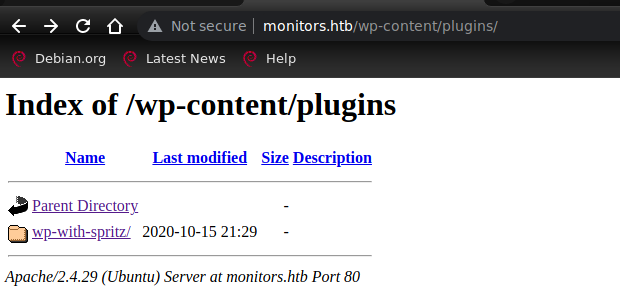 Not secure | monitors.htb/wp-content/plugins/
Debian.org Latest News Help
Index of /wp-content/plugins
Name Last modified Size Description
Parent Directory -
wp-with-spritz/ 2020-10-15 21:29 -
Apache/2.4.29 (Ubuntu) Server at monitors.htb Port 80